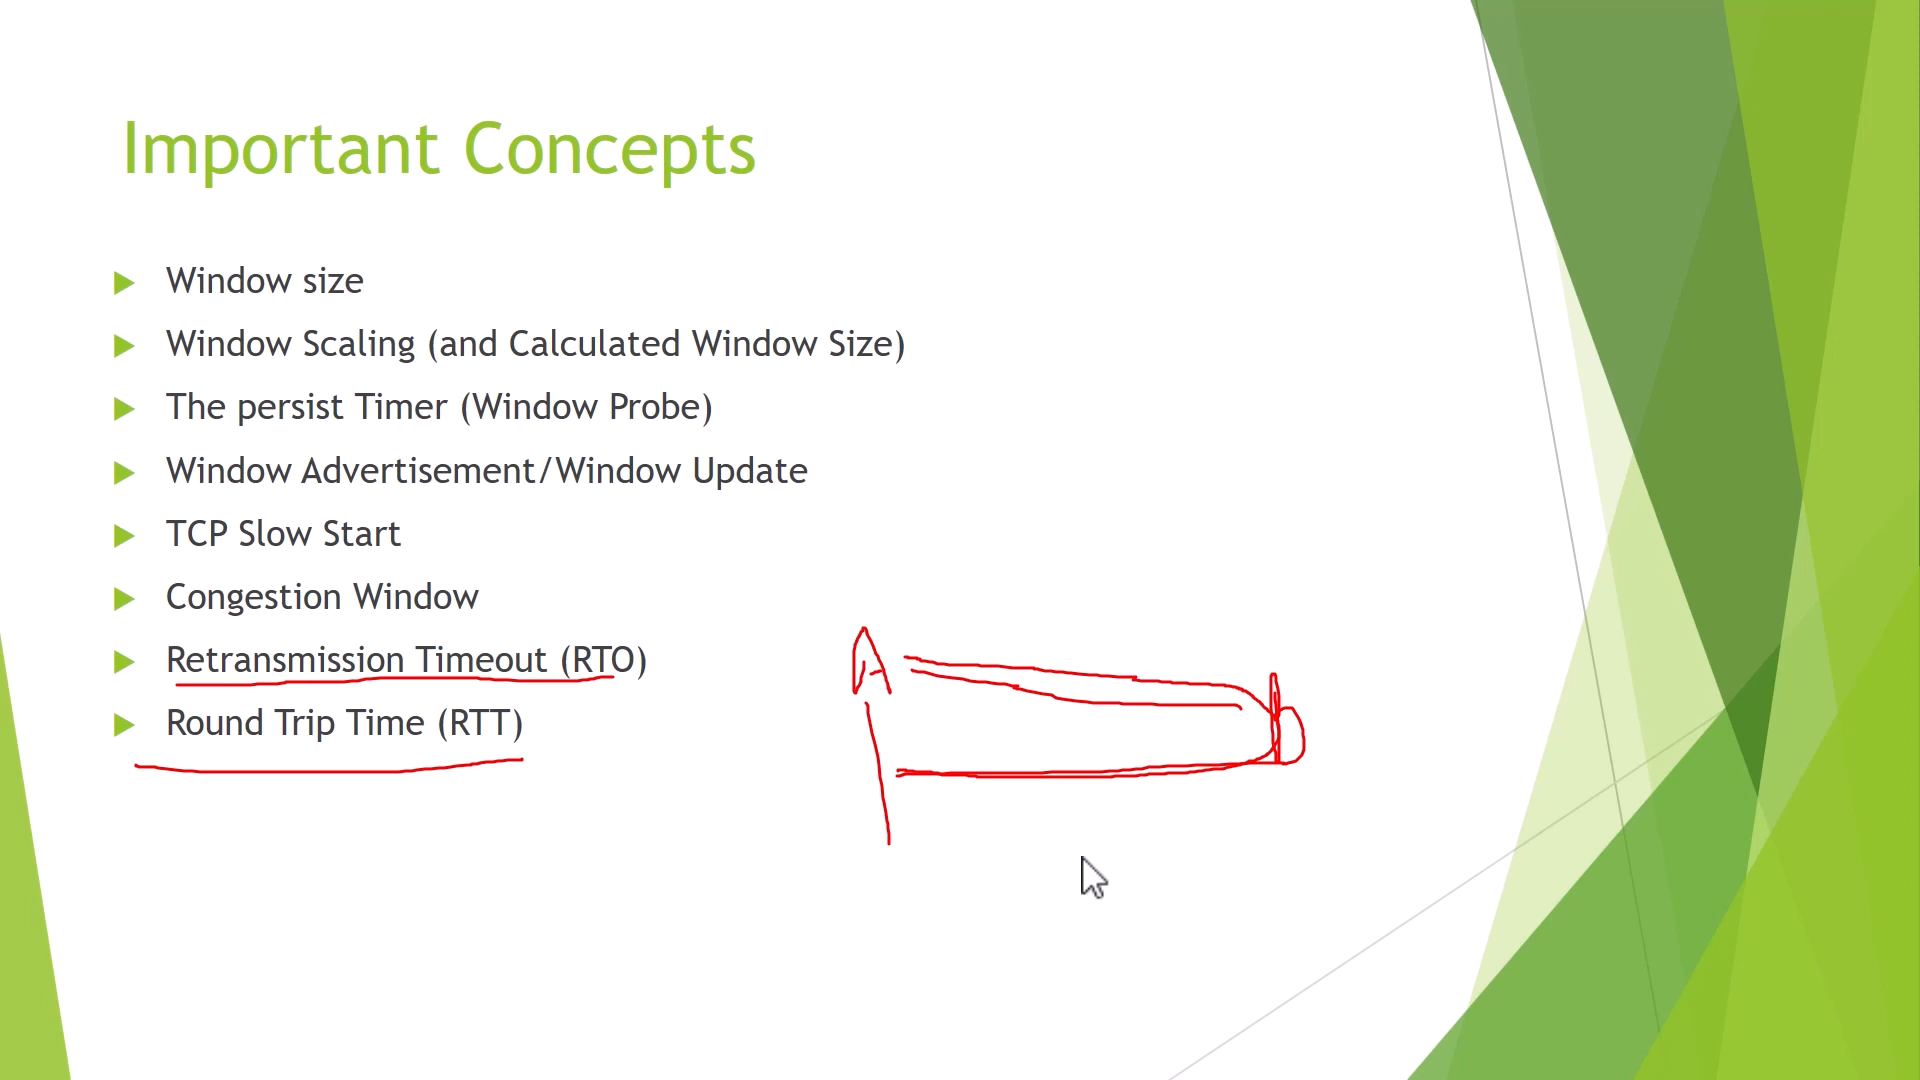 Important Concepts
Window size
Window Scaling (and Calculated Window Size)
The persist Timer (Window Probe)
Window Advertisement/Window Update
TCP Slow Start
Congestion Window
Retransmission Timeout (RTO)
Round Trip Time (RTT)
A